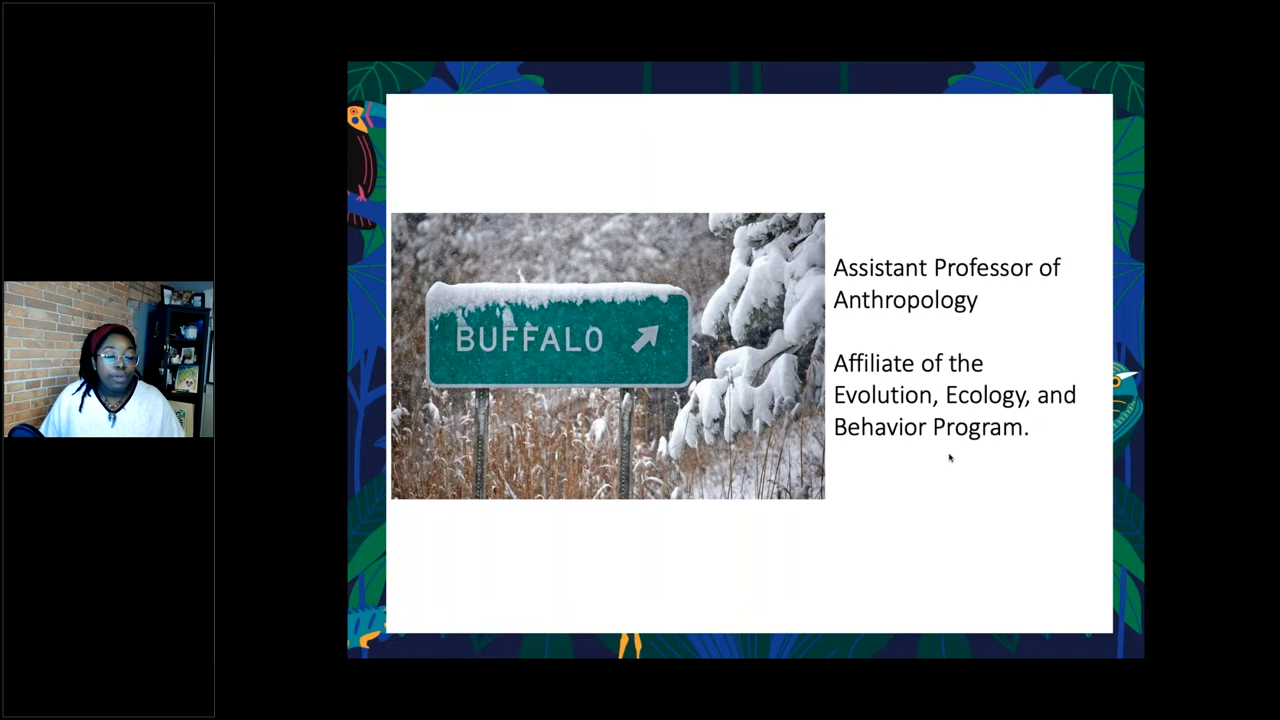 BUFFALO
Assistant Professor of
Anthropology
Affiliate of the
Evolution, Ecology, and
Behavior Program.